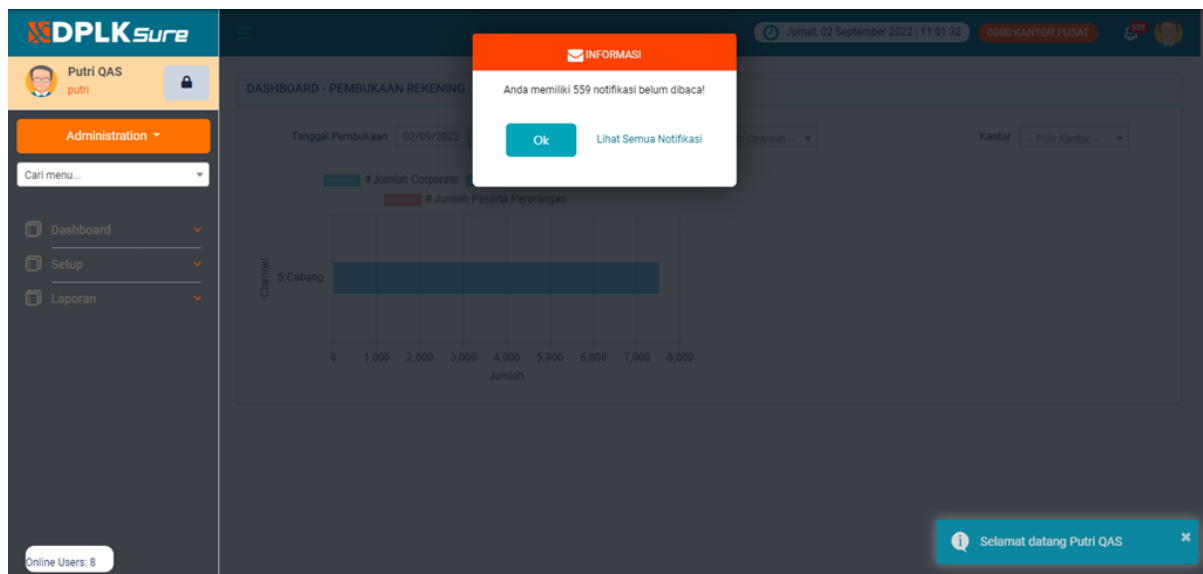 DPLKSure
Putri QAS
putri
Administration
Cari menu...
Dashboard
Setup
Laporan
Online Users: 8
Jumat, 02 September 2022 | 11:01:32
0000:KANTOR PUSAT
559
INFORMASI
Anda memiliki 559 notifikasi belum dibaca!
Ok
Lihat Semua Notifikasi
DASHBOARD - PEMBUKAAN REKENING
Tanggal Pembukaan 02/09/2022
Channel --
Kantor -- Pilih Kantor --
# Jumlah Corporate
# Jumlah Peserta Perorangan
Channel
5:Cabang
0 1,000 2,000 3,000 4,000 5,000 6,000 7,000 8,000
Jumlah
Selamat datang Putri QAS